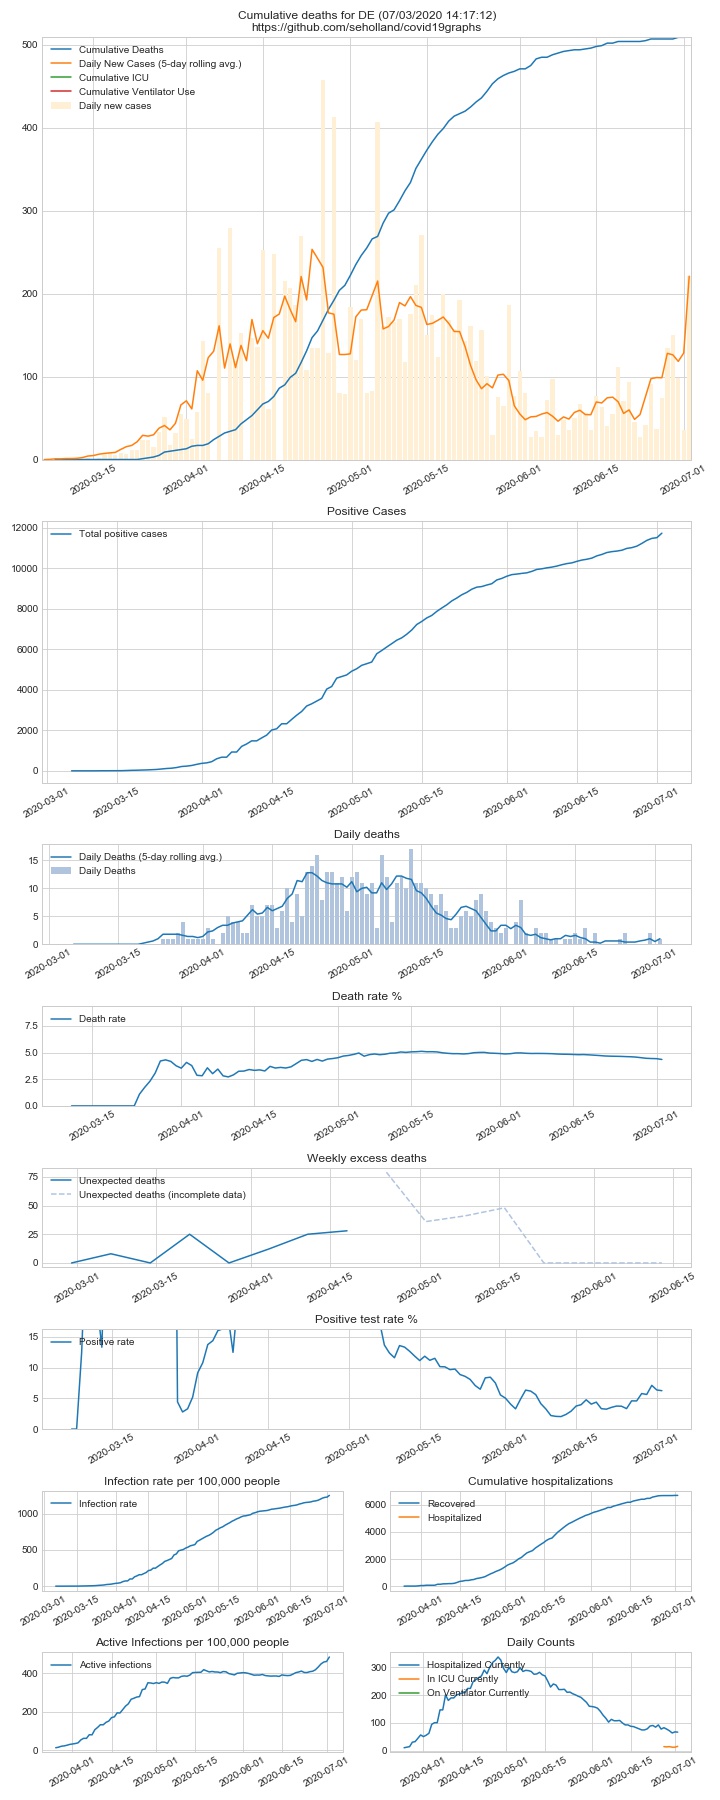 Cumulative deaths for DE (07/03/2020 14:17:12)
https://github.com/seholland/covid19graphs
Cumulative Deaths
Daily New Cases (5-day rolling avg.)
Cumulative ICU
Cumulative Ventilator Use
Daily new cases
500
400
300
200
100
0
2020-03-15 2020-04-01 2020-04-15 2020-05-01 2020-05-15 2020-06-01 2020-06-15 2020-07-01
Positive Cases
Total positive cases
12000
10000
8000
6000
4000
2000
0
2020-03-01 2020-03-15 2020-04-01 2020-04-15 2020-05-01 2020-05-15 2020-06-01 2020-06-15 2020-07-01
Daily deaths
Daily Deaths (5-day rolling avg.)
Daily Deaths
15
10
5
0
2020-03-01 2020-03-15 2020-04-01 2020-04-15 2020-05-01 2020-05-15 2020-06-01 2020-06-15 2020-07-01
Death rate %
Death rate
7.5
5.0
2.5
0.0
2020-03-15 2020-04-01 2020-04-15 2020-05-01 2020-05-15 2020-06-01 2020-06-15 2020-07-01
Weekly excess deaths
Unexpected deaths
Unexpected deaths (incomplete data)
75
50
25
0
2020-03-01 2020-03-15 2020-04-01 2020-04-15 2020-05-01 2020-05-15 2020-06-01 2020-06-15
Positive test rate %
Positive rate
15
10
5
0
2020-03-15 2020-04-01 2020-04-15 2020-05-01 2020-05-15 2020-06-01 2020-06-15 2020-07-01
Infection rate per 100,000 people
Infection rate
1000
500
0
2020-03-01 2020-03-15 2020-04-01 2020-04-15 2020-05-01 2020-05-15 2020-06-01 2020-06-15 2020-07-01
Cumulative hospitalizations
Recovered
Hospitalized
6000
4000
2000
0
2020-04-01 2020-04-15 2020-05-01 2020-05-15 2020-06-01 2020-06-15 2020-07-01
Active Infections per 100,000 people
Active infections
400
200
0
2020-04-01 2020-04-15 2020-05-01 2020-05-15 2020-06-01 2020-06-15 2020-07-01
Daily Counts
Hospitalized Currently
In ICU Currently
On Ventilator Currently
300
200
100
0
2020-04-01 2020-04-15 2020-05-01 2020-05-15 2020-06-01 2020-06-15 2020-07-01